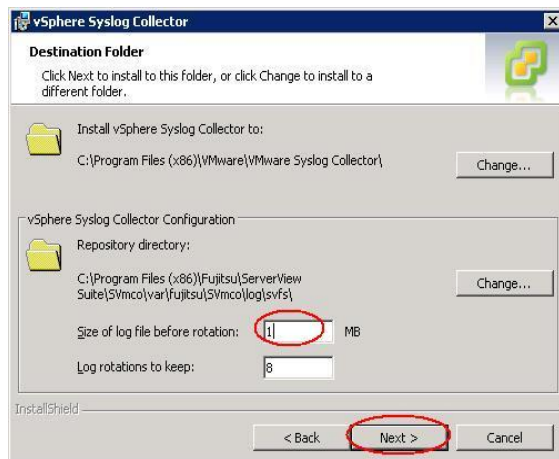 vSphere Syslog Collector
Destination Folder
Click Next to install to this folder, or click Change to install to a
different folder.
Install vSphere Syslog Collector to:
C:\Program Files (x86)\VMware\VMware Syslog Collector\
Change...
vSphere Syslog Collector Configuration
Repository directory:
C:\Program Files (x86)\Fujitsu\ServerView
Suite\SVmco\var\fujitsu\SVmco\log\svfs\
Change...
Size of log file before rotation: 1 MB
Log rotations to keep: 8
InstallShield
< Back Next > Cancel